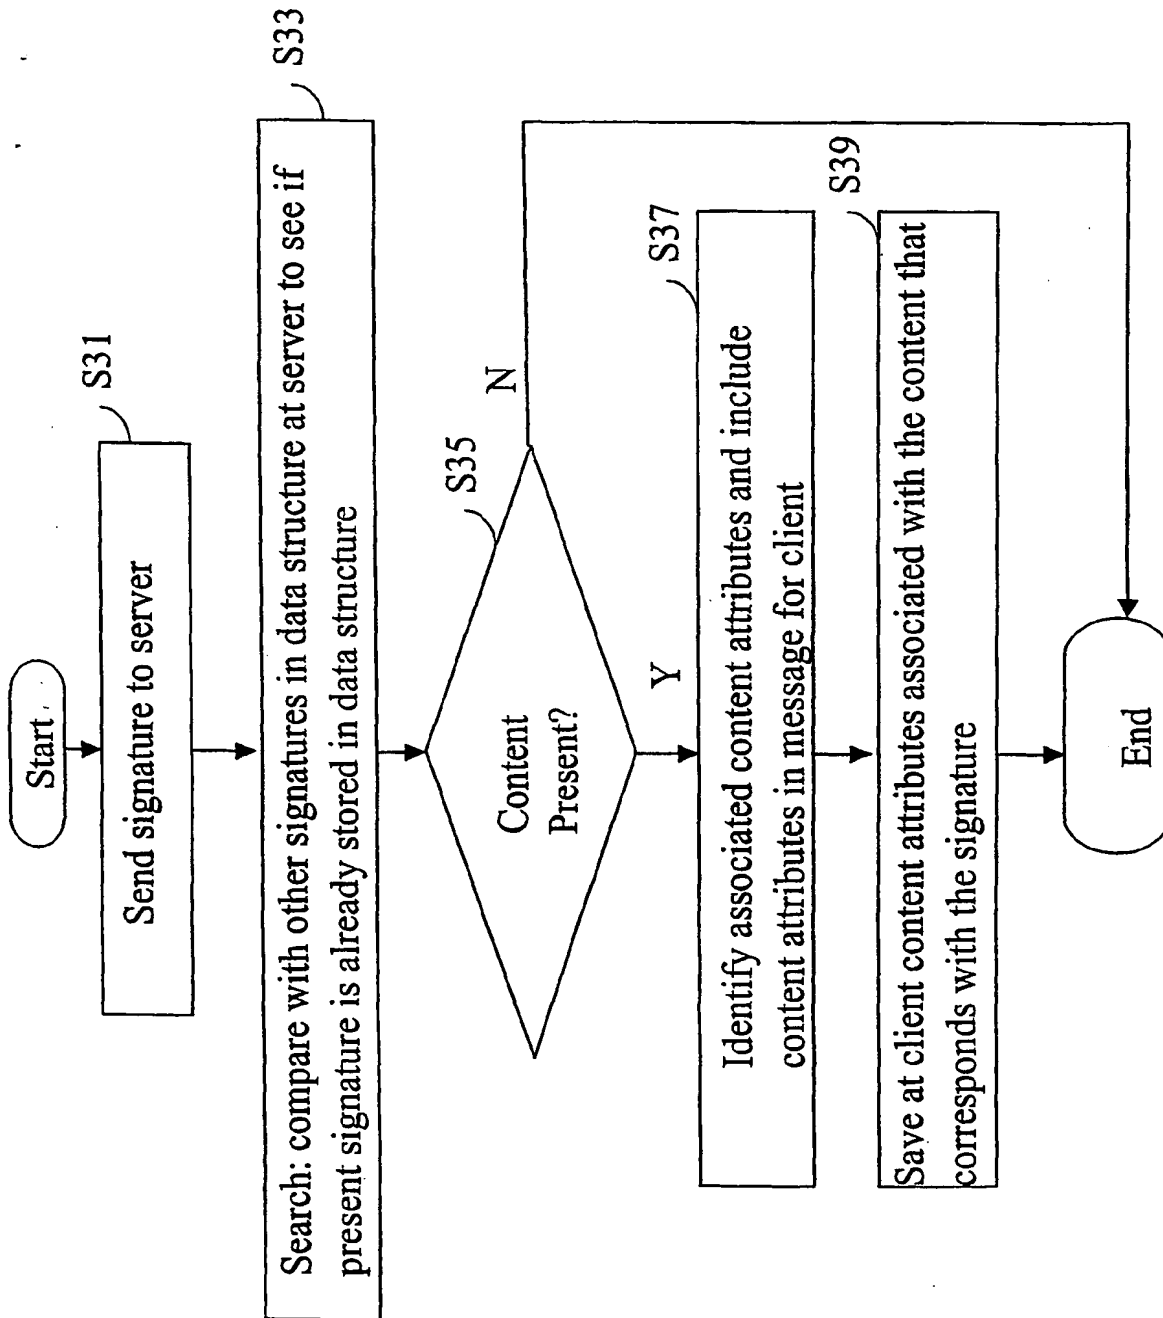 Start
Send signature to server
S31
Search: compare with other signatures in data structure at server to see if
present signature is already stored in data structure
S33
Content
Present?
S35
N
Y
Identify associated content attributes and include
content attributes in message for client
S37
Save at client content attributes associated with the content that
corresponds with the signature
S39
End